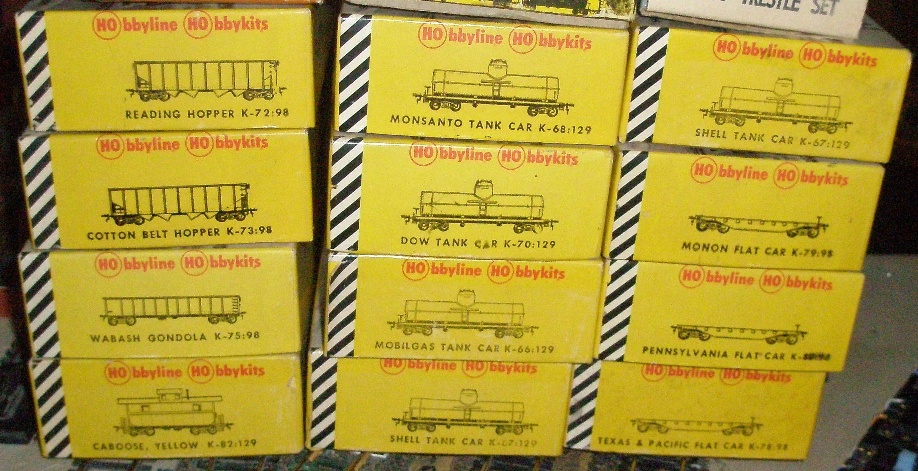 TRESTLE SET
HObbyline HObbykits
READING HOPPER K-72:98
HObbyline HObbykits
COTTON BELT HOPPER K-73:98
HObbyline HObbykits
WABASH GONDOLA K-75:98
HObbyline HObbykits
CABOOSE, YELLOW K-82:129
HObbyline HObbykits
MONSANTO TANK CAR K-68:129
HObbyline HObbykits
DOW TANK CAR K-70:129
HObbyline HObbykits
MOBILGAS TANK CAR K-66:129
HObbyline HObbykits
SHELL TANK CAR K-67:129
HObbyline HObbykits
SHELL TANK CAR K-67:129
HObbyline HObbykits
MONON FLAT CAR K-79:98
HObbyline HObbykits
PENNSYLVANIA FLAT CAR
HObbyline HObbykits
TEXAS & PACIFIC FLAT CAR K-78:98